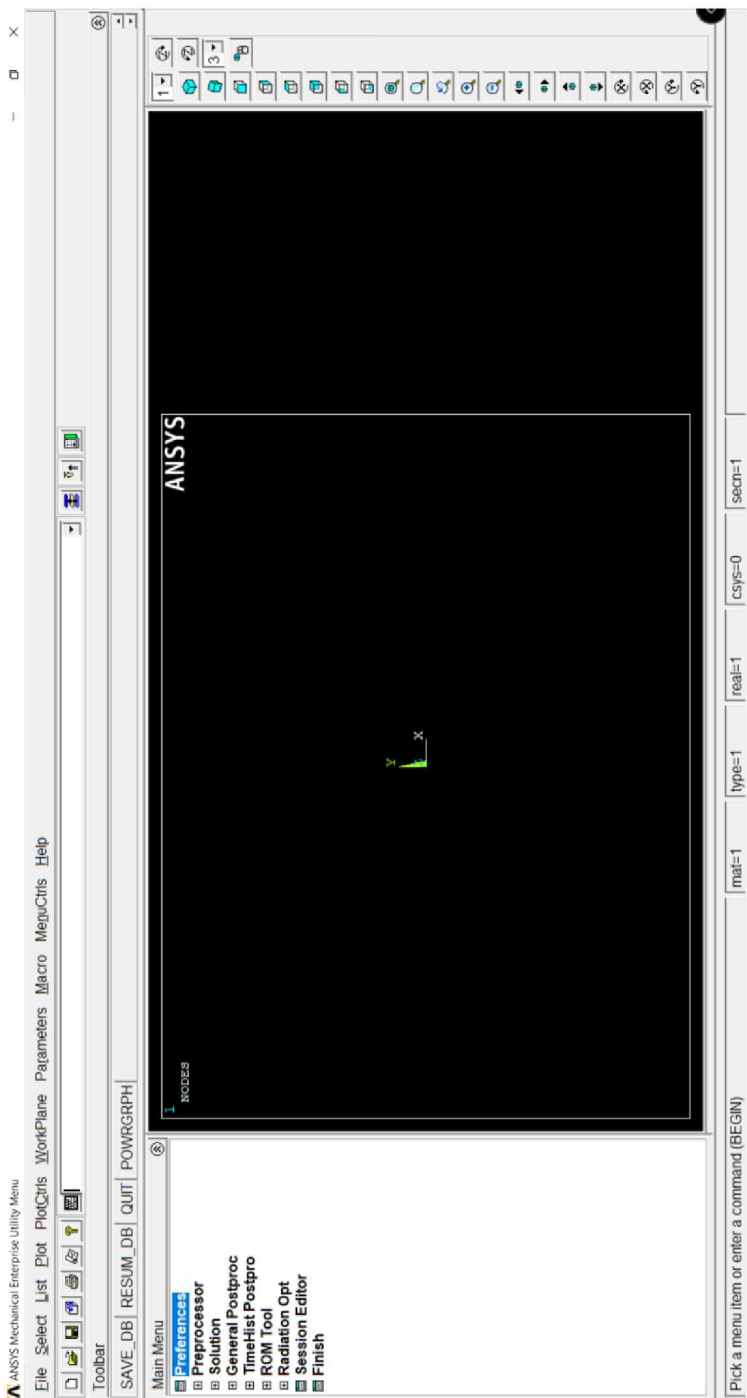 ANSYS Mechanical Enterprise Utility Menu
File Select List Plot PlotCtrls WorkPlane Parameters Macro MenuCtrls Help
Toolbar
SAVE_DB RESUM_DB QUIT POWRGRPH
Main Menu
Preferences
Preprocessor
Solution
General Postproc
TimeHist Postpro
ROM Tool
Radiation Opt
Session Editor
Finish
1
NODES
ANSYS
Y
X
1
3
Pick a menu item or enter a command (BEGIN)
mat=1
type=1
real=1
csys=0
secn=1